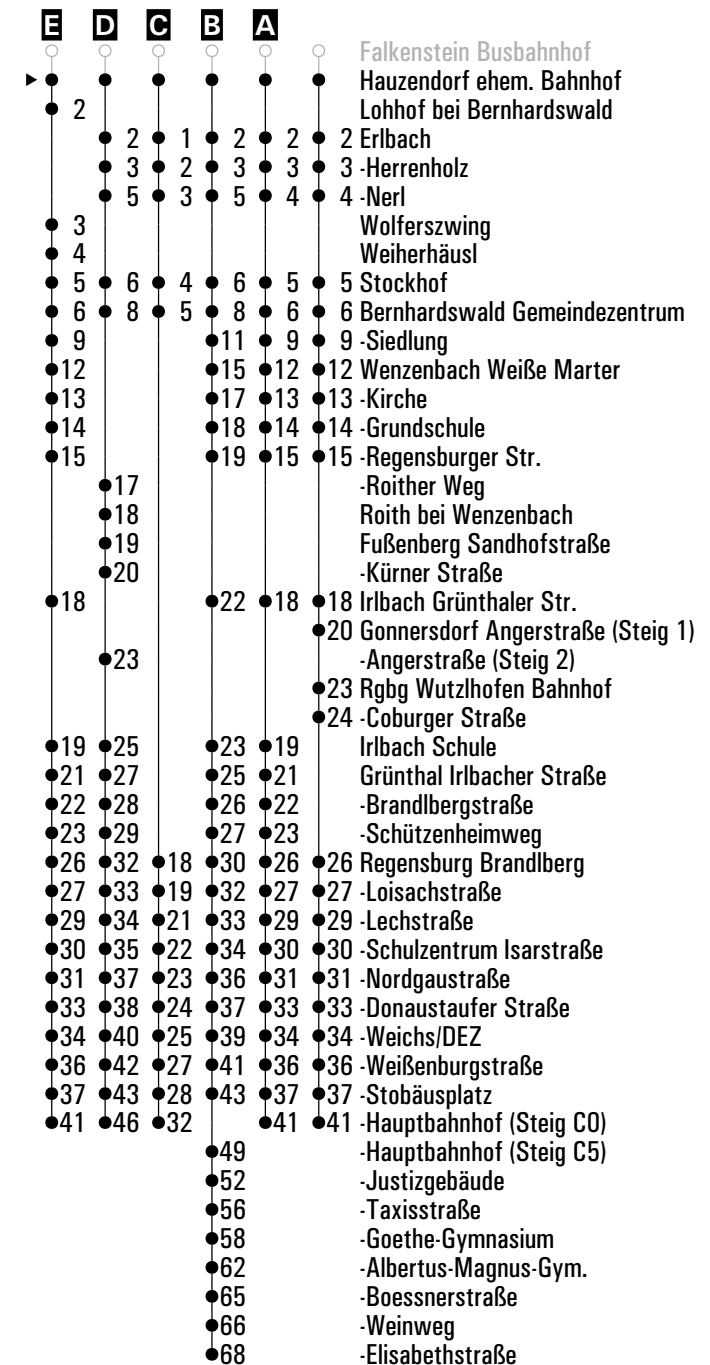 E D C B A
Falkenstein Busbahnhof
Hauzendorf ehem. Bahnhof
2 Lohhof bei Bernhardswald
2 1 2 2 2 Erlbach
3 2 3 3 3 -Herrenholz
5 3 5 4 4 -Nerl
3 Wolferszwing
4 Weiherhäusl
5 6 4 6 5 5 Stockhof
6 8 5 8 6 6 Bernhardswald Gemeindezentrum
9 11 9 9 -Siedlung
12 15 12 12 Wenzenbach Weiße Marter
13 17 13 13 -Kirche
14 18 14 14 -Grundschule
15 19 15 15 -Regensburger Str.
17 -Roither Weg
18 Roith bei Wenzenbach
19 Fußenberg Sandhofstraße
20 -Kürner Straße
18 22 18 18 Irlbach Grünthaler Str.
20 Gonnersdorf Angerstraße (Steig 1)
23 -Angerstraße (Steig 2)
23 Rgbg Wutzlhofen Bahnhof
24 -Coburger Straße
19 25 23 19 Irlbach Schule
21 27 25 21 Grünthal Irlbacher Straße
22 28 26 22 -Brandlbergstraße
23 29 27 23 -Schützenheimweg
26 32 18 30 26 26 Regensburg Brandlberg
27 33 19 32 27 27 -Loisachstraße
29 34 21 33 29 29 -Lechstraße
30 35 22 34 30 30 -Schulzentrum Isarstraße
31 37 23 36 31 31 -Nordgaustraße
33 38 24 37 33 33 -Donaustaufer Straße
34 40 25 39 34 34 -Weichs/DEZ
36 42 27 41 36 36 -Weißenburgstraße
37 43 28 43 37 37 -Stobäusplatz
41 46 32 41 41 -Hauptbahnhof (Steig C0)
49 -Hauptbahnhof (Steig C5)
52 -Justizgebäude
56 -Taxisstraße
58 -Goethe-Gymnasium
62 -Albertus-Magnus-Gym.
65 -Boessnerstraße
66 -Weinweg
68 -Elisabethstraße